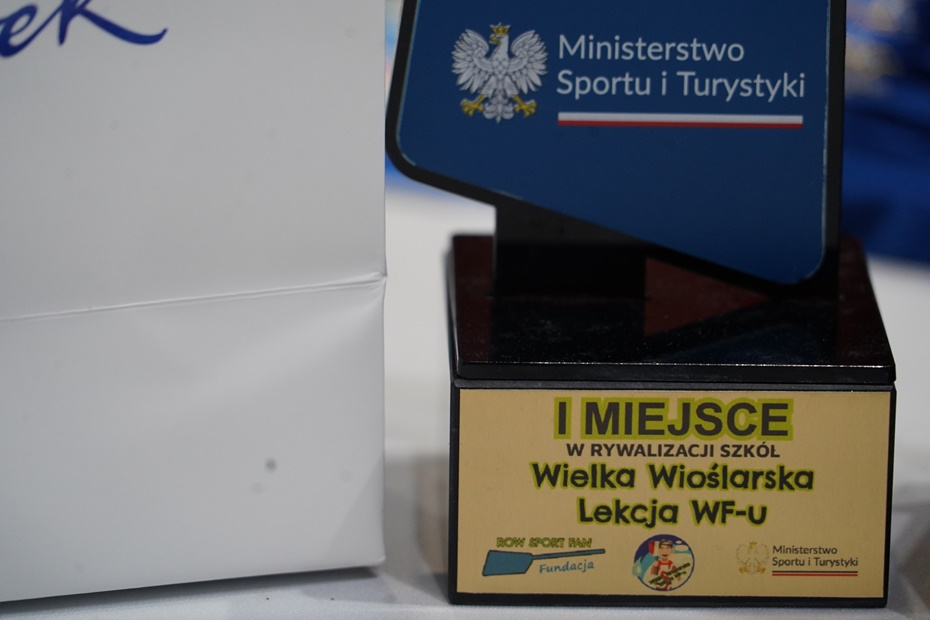 Ministerstwo
Sportu i Turystyki
I MIEJSCE
W RYWALIZACJI SZKÓŁ
Wielka Wioślarska
Lekcja WF-u
ROW SPORT FAN
Fundacja
Ministerstwo
Sportu i Turystyki